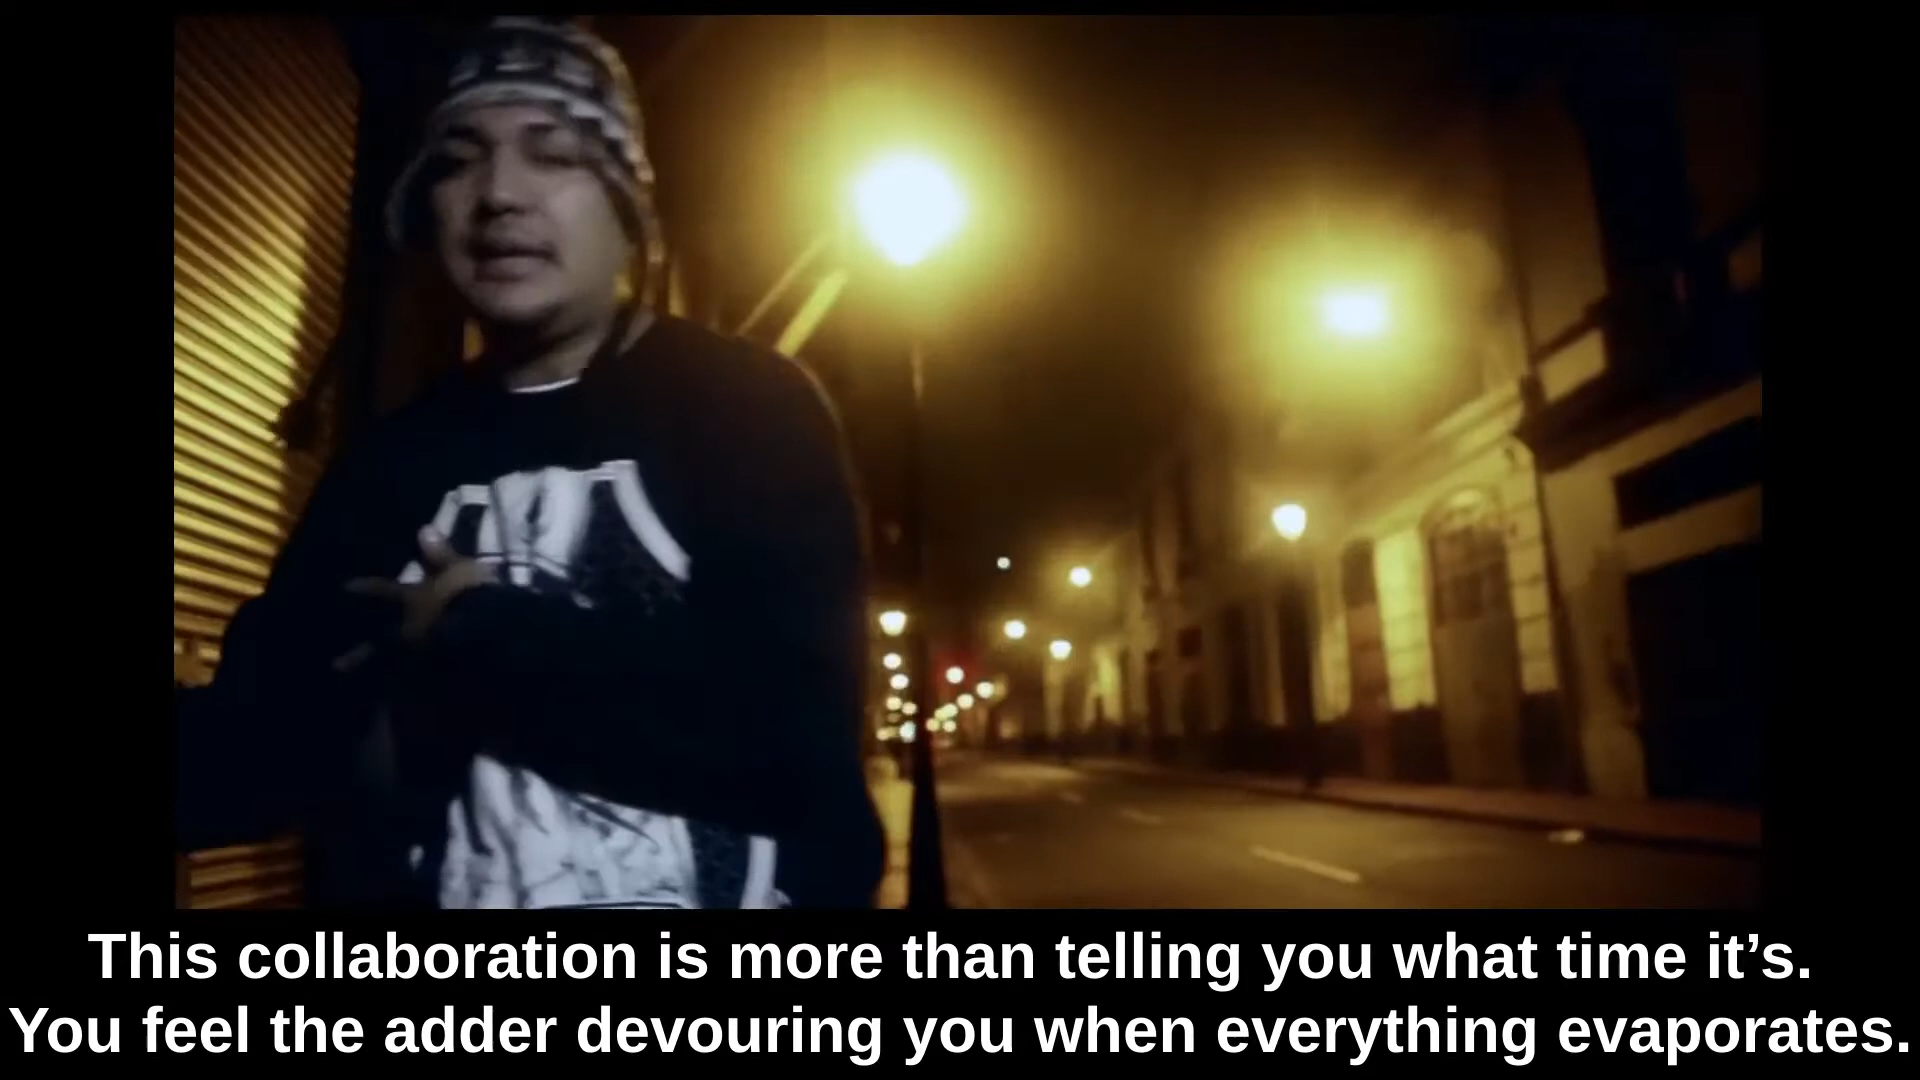 This collaboration is more than telling you what time it’s.
You feel the adder devouring you when everything evaporates.